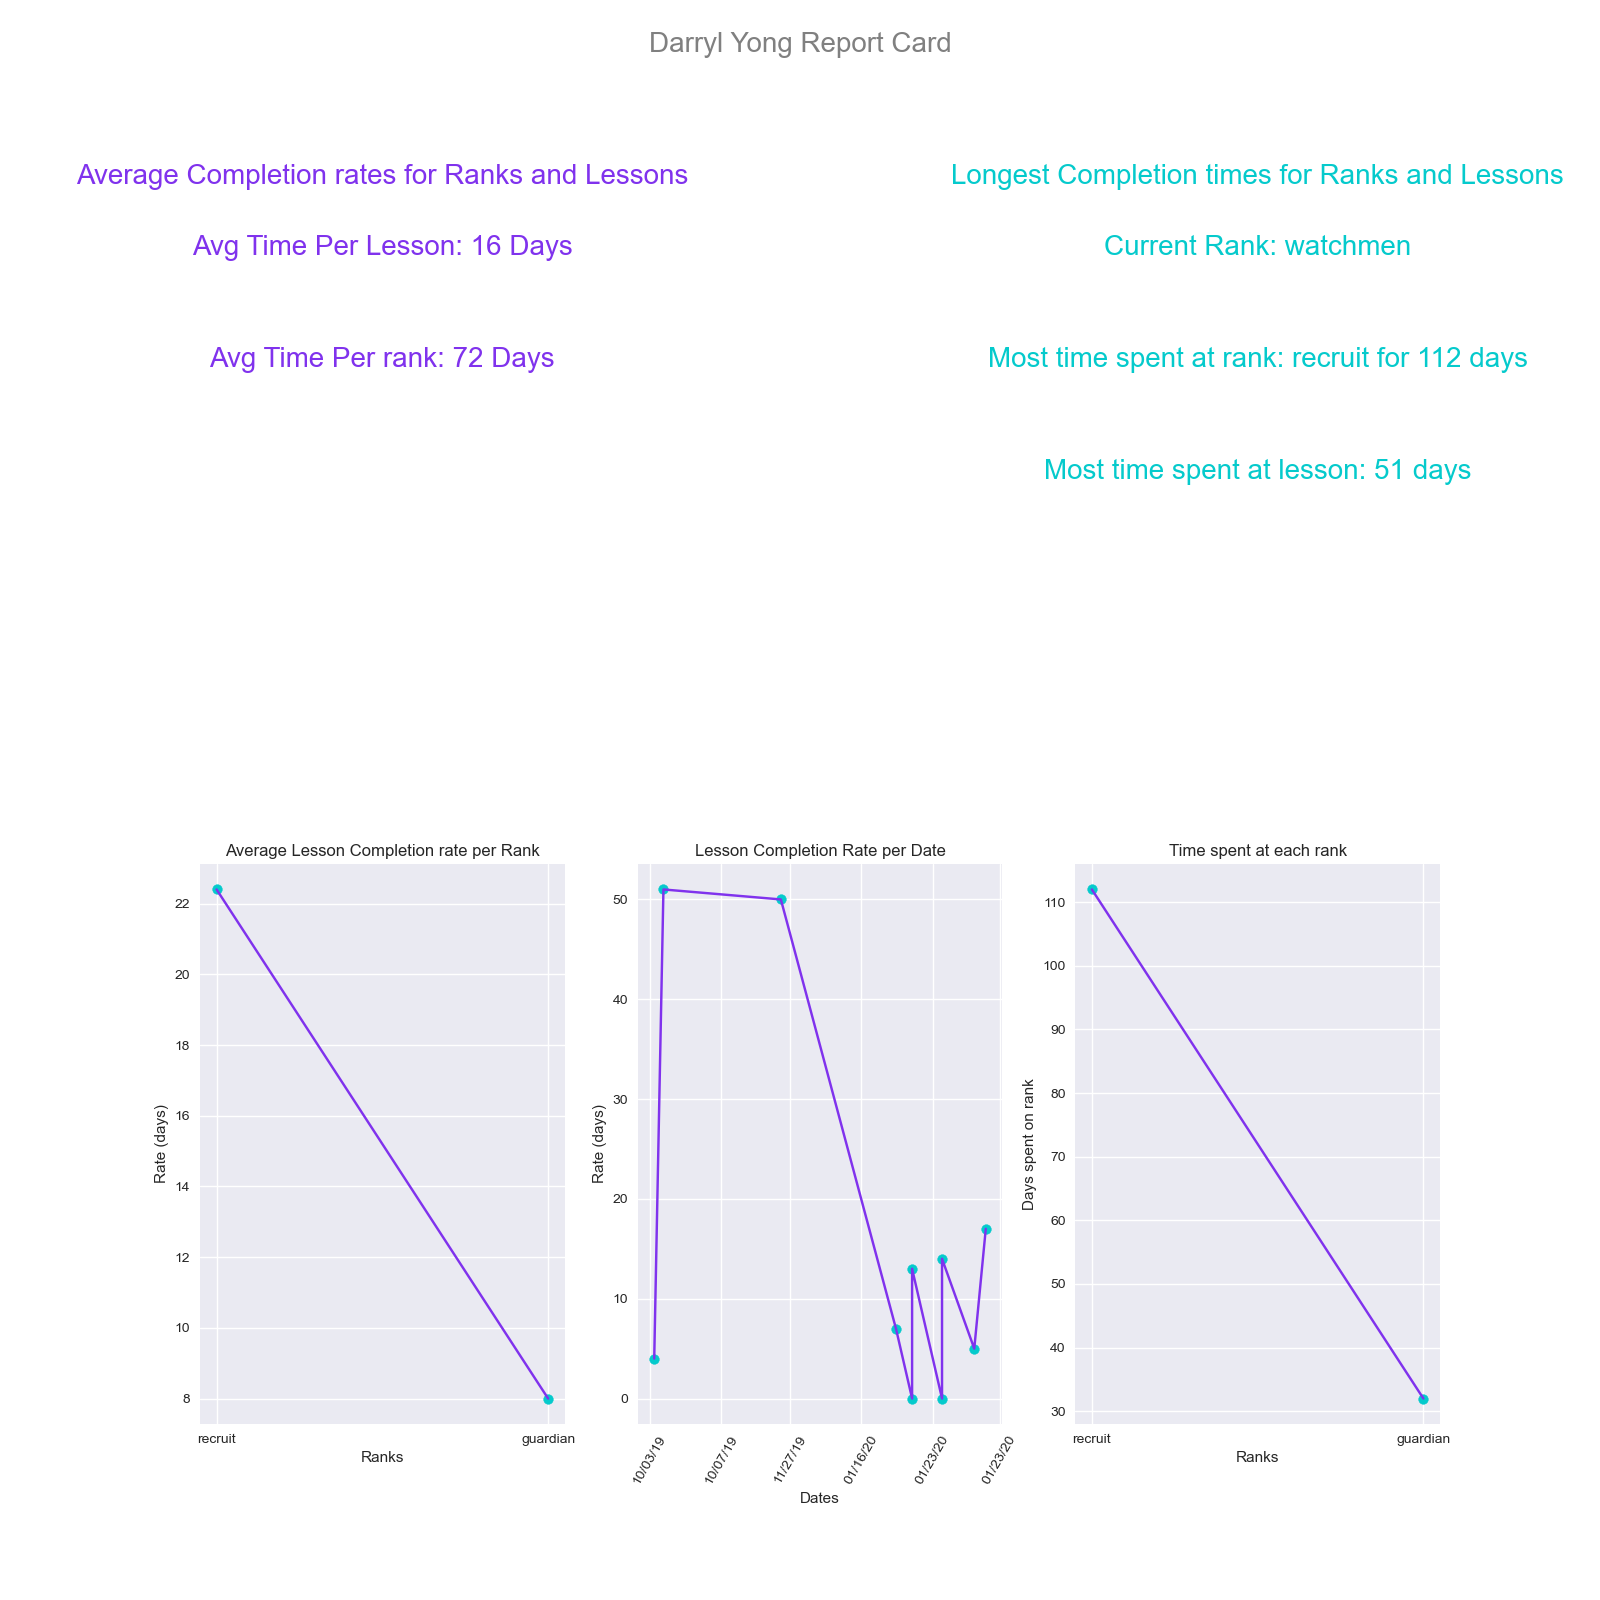 Darryl Yong Report Card
Average Completion rates for Ranks and Lessons
Avg Time Per Lesson: 16 Days
Avg Time Per rank: 72 Days
Longest Completion times for Ranks and Lessons
Current Rank: watchmen
Most time spent at rank: recruit for 112 days
Most time spent at lesson: 51 days
Average Lesson Completion rate per Rank
22
20
18
16
14
12
10
8
Rate (days)
recruit
guardian
Ranks
Lesson Completion Rate per Date
50
40
30
20
10
0
Rate (days)
10/03/19
10/07/19
11/27/19
01/16/20
01/23/20
01/23/20
Dates
Time spent at each rank
110
100
90
80
70
60
50
40
30
Days spent on rank
recruit
guardian
Ranks